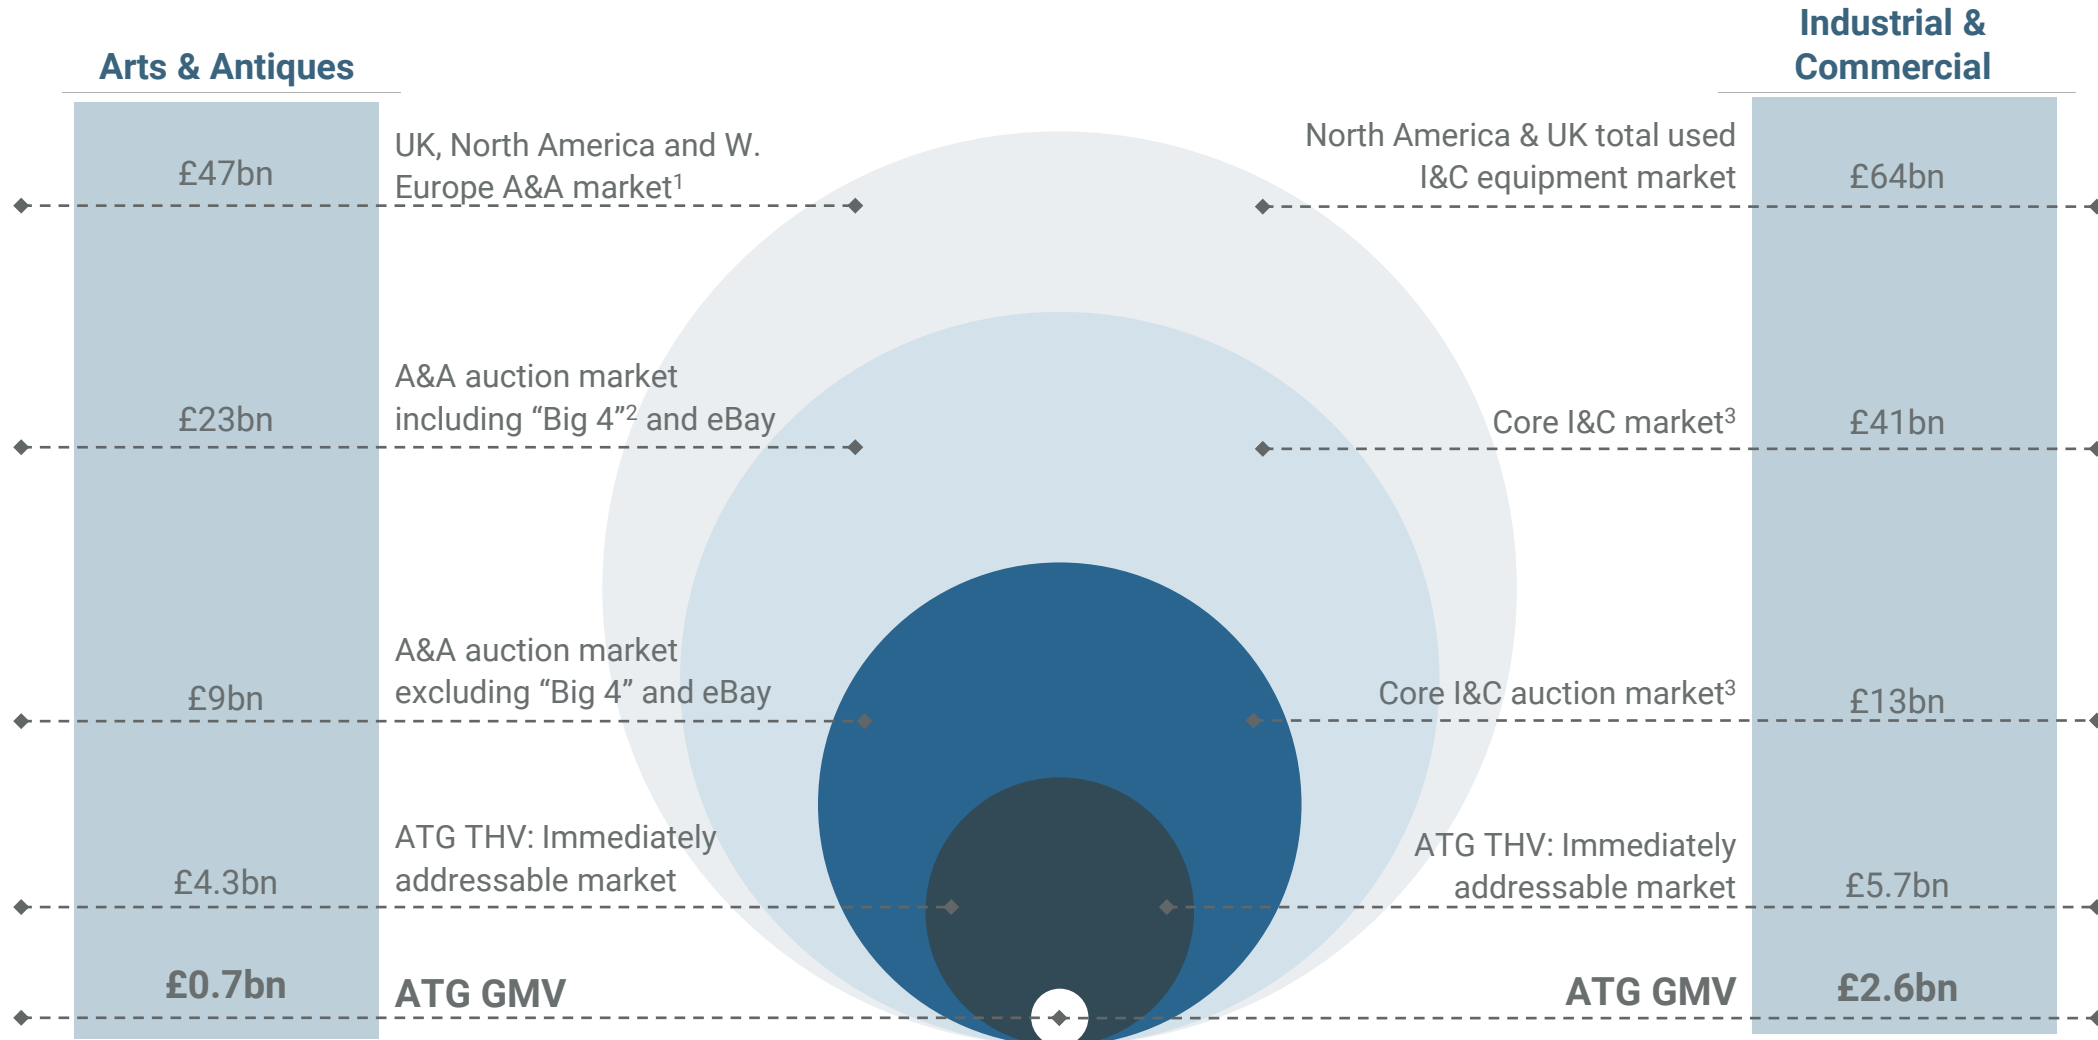 Arts & Antiques
£47bn
UK, North America and W.
Europe A&A market1
£23bn
A&A auction market
including “Big 4”2 and eBay
£9bn
A&A auction market
excluding “Big 4” and eBay
£4.3bn
ATG THV: Immediately
addressable market
£0.7bn
ATG GMV
Industrial &
Commercial
North America & UK total used
I&C equipment market
£64bn
Core I&C market3
£41bn
Core I&C auction market3
£13bn
ATG THV: Immediately
addressable market
£5.7bn
ATG GMV
£2.6bn